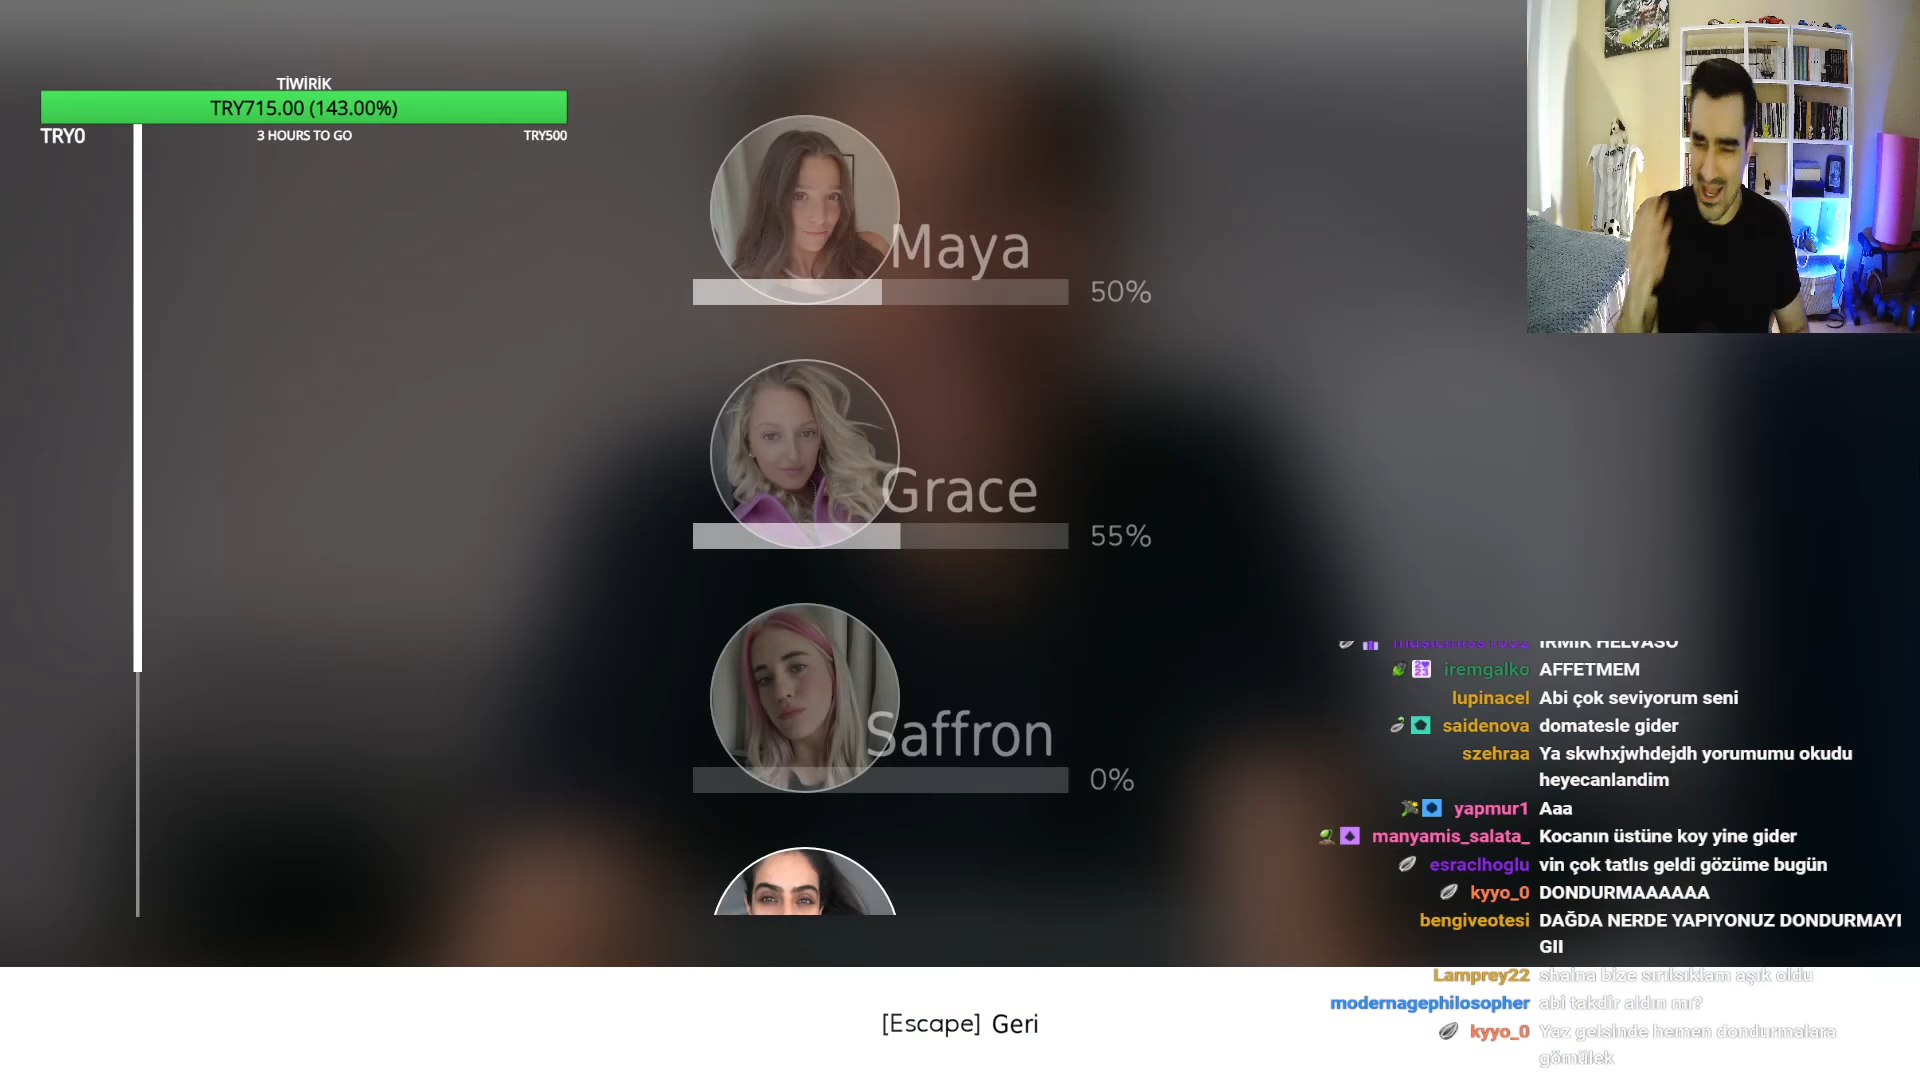 TİWİRİK
TRY715.00 (143.00%)
TRY0
3 HOURS TO GO
TRY500
Maya
50%
Grace
55%
Saffron
0%
IRMIK HELVASU
iremgalko AFFETMEM
lupinacel Abi çok seviyorum seni
saidenova domatesle gider
szehraa Ya skwhxjwhdejdh yorumumu okudu
heyecanlandim
yapmur1 Aaa
manyamis_salata_ Kocanın üstüne koy yine gider
esraclhoglu vin çok tatlıs geldi gözüme bugün
kyyo_0 DONDURMAAAAAA
bengiveotesi DAĞDA NERDE YAPIYONUZ DONDURMAYI
GII
Lamprey22 shaina bize sırılsıklam aşık oldu
modernagephilosopher abi takdir aldın mı?
kyyo_0 Yaz gelsinde hemen dondurmalara
gömülek
[Escape] Geri